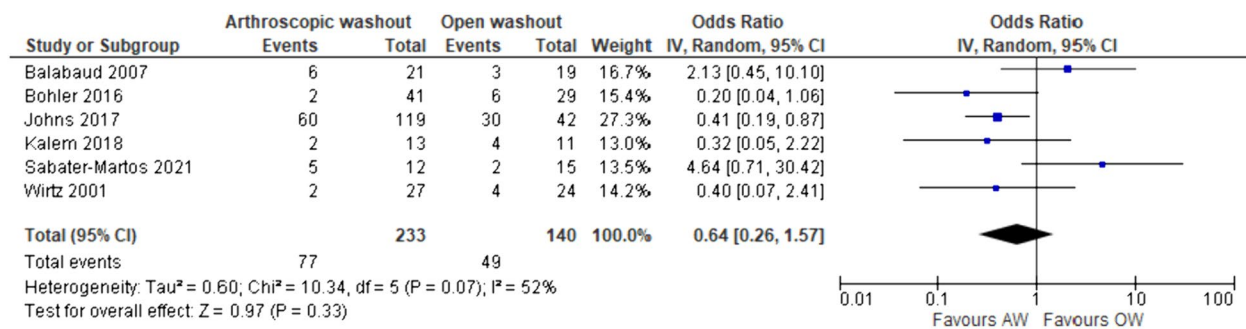 Arthroscopic washout Open washout Odds Ratio Odds Ratio
Study or Subgroup Events Total Events Total Weight IV, Random, 95% CI IV, Random, 95% CI
Balabaud 2007 6 21 3 19 16.7% 2.13 [0.45, 10.10]
Bohler 2016 2 41 6 29 15.4% 0.20 [0.04, 1.06]
Johns 2017 60 119 30 42 27.3% 0.41 [0.19, 0.87]
Kalem 2018 2 13 4 11 13.0% 0.32 [0.05, 2.22]
Sabater-Martos 2021 5 12 2 15 13.5% 4.64 [0.71, 30.42]
Wirtz 2001 2 27 4 24 14.2% 0.40 [0.07, 2.41]
Total (95% CI) 233 140 100.0% 0.64 [0.26, 1.57]
Total events 77 49
Heterogeneity: Tau² = 0.60; Chi² = 10.34, df = 5 (P = 0.07); I² = 52%
Test for overall effect: Z = 0.97 (P = 0.33)
0.01 0.1 1 10 100
Favours AW Favours OW